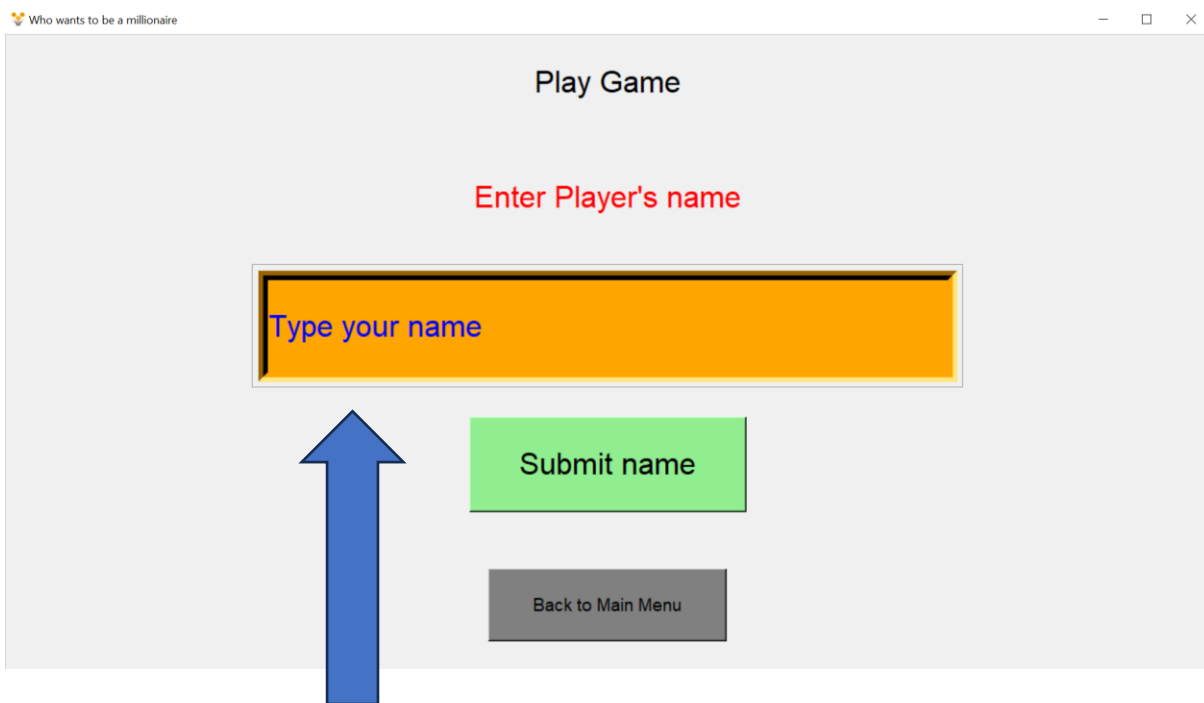 Who wants to be a millionaire
Play Game
Enter Player's name
Type your name
Submit name
Back to Main Menu